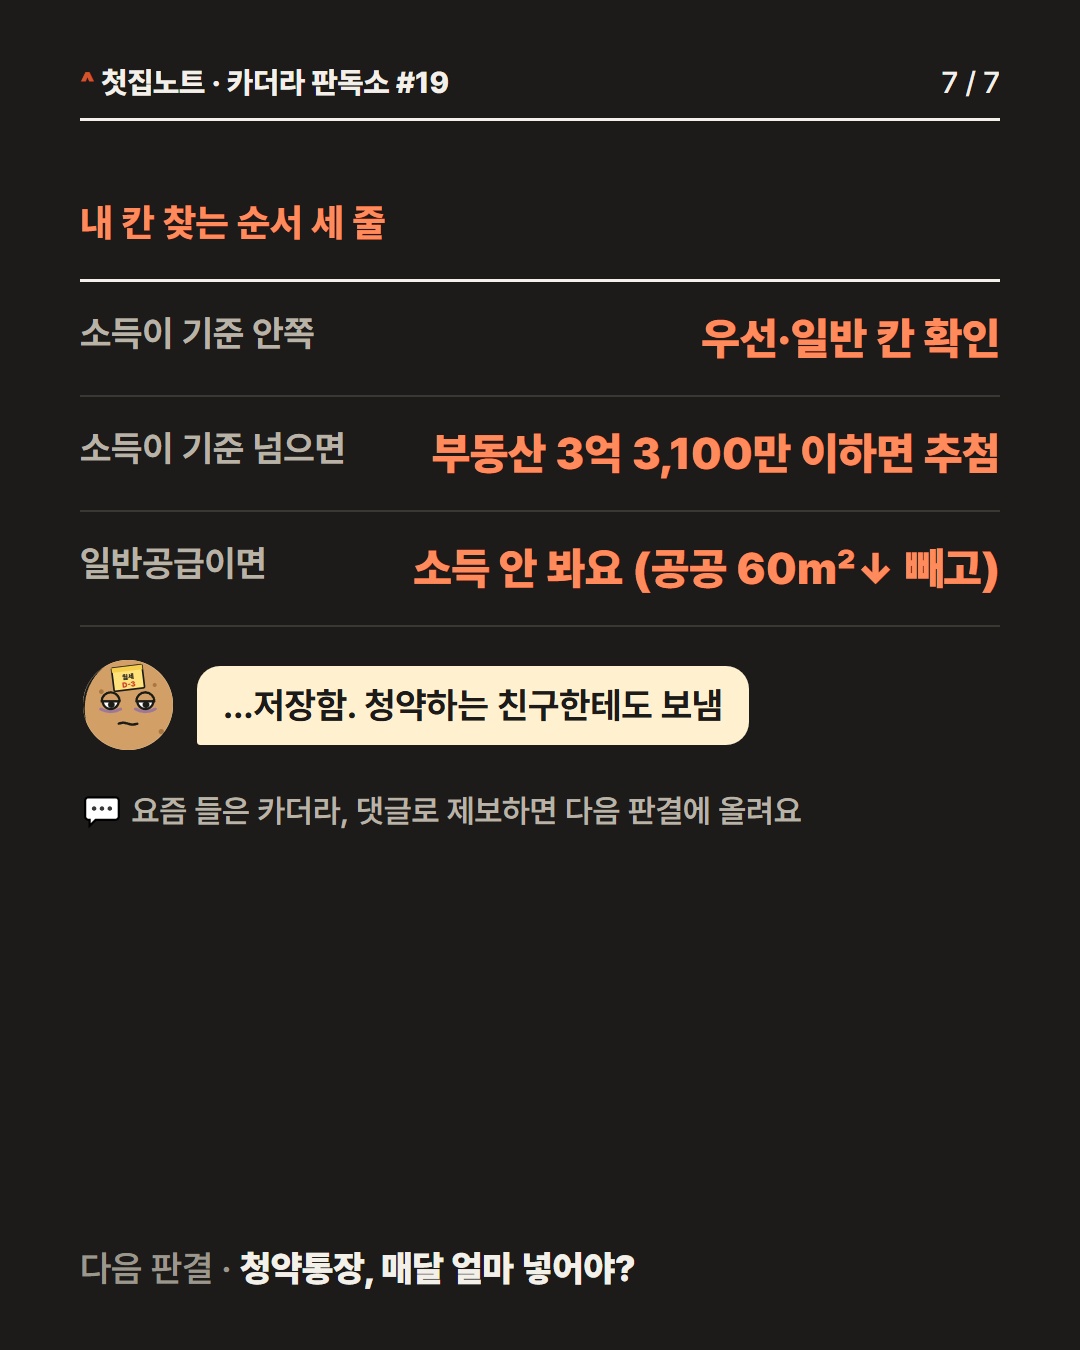 ^ 첫집노트 · 카더라 판독소 #19
7 / 7
내 칸 찾는 순서 세 줄
소득이 기준 안쪽
우선·일반 칸 확인
소득이 기준 넘으면
부동산 3억 3,100만 이하면 추첨
일반공급이면
소득 안 봐요 (공공 60m²↓ 빼고)
월세
D-3
...저장함. 청약하는 친구한테도 보냄
💬 요즘 들은 카더라, 댓글로 제보하면 다음 판결에 올려요
다음 판결 · 청약통장, 매달 얼마 넣어야?